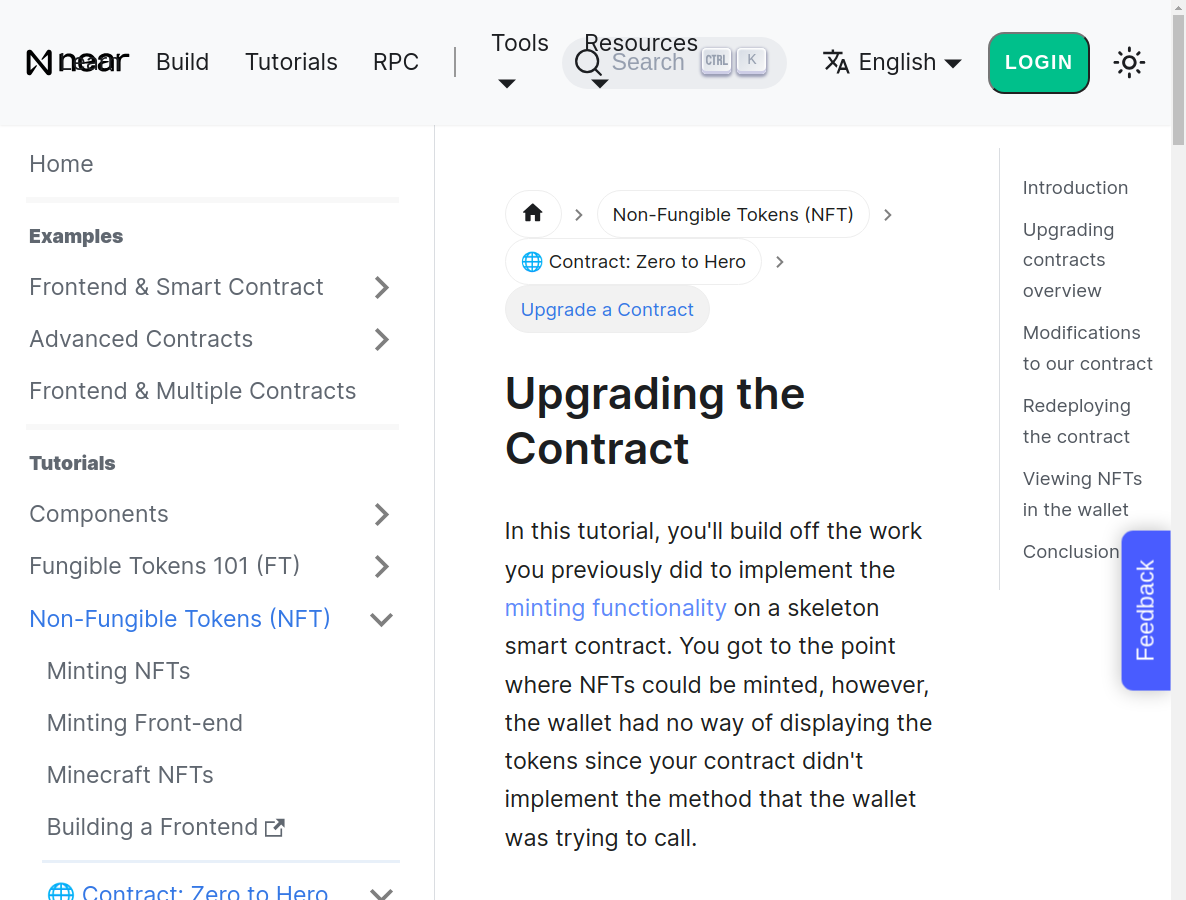 near
Learn
Build
Tutorials
RPC
Tools
Resources
Search
CTRL
K
English
LOGIN
Home
Examples
Frontend & Smart Contract
Advanced Contracts
Frontend & Multiple Contracts
Tutorials
Components
Fungible Tokens 101 (FT)
Non-Fungible Tokens (NFT)
Minting NFTs
Minting Front-end
Minecraft NFTs
Building a Frontend
Contract: Zero to Hero
Non-Fungible Tokens (NFT)
Contract: Zero to Hero
Upgrade a Contract
Upgrading the
Contract
In this tutorial, you'll build off the work
you previously did to implement the
minting functionality on a skeleton
smart contract. You got to the point
where NFTs could be minted, however,
the wallet had no way of displaying the
tokens since your contract didn't
implement the method that the wallet
was trying to call.
Introduction
Upgrading
contracts
overview
Modifications
to our contract
Redeploying
the contract
Viewing NFTs
in the wallet
Conclusion
Feedback